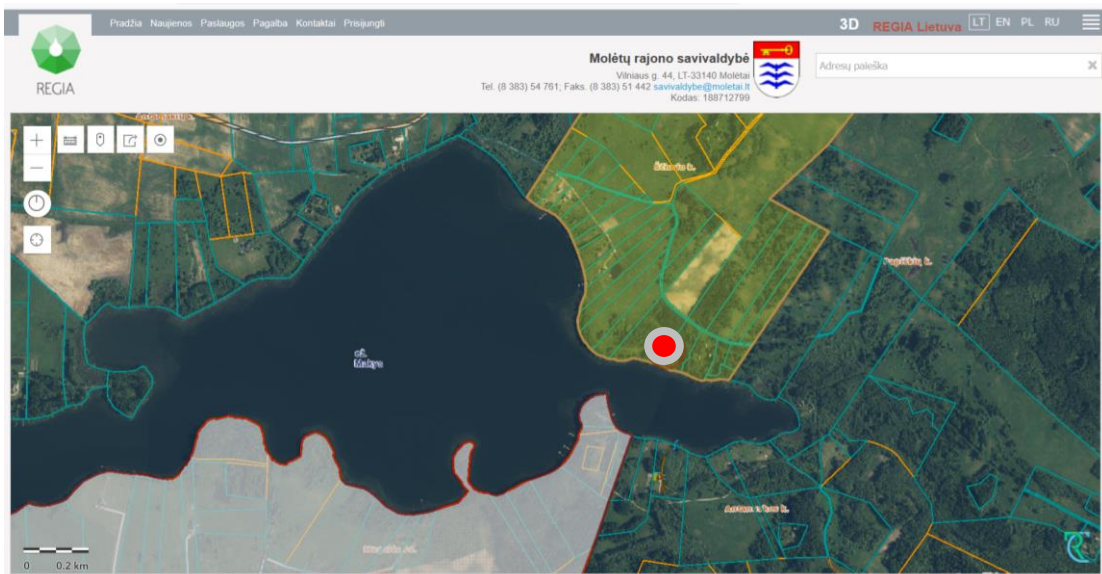 Pradžia Naujienos Paslaugos Pagalba Kontaktai Prisijungti
3D REGIA Lietuva LT EN PL RU
REGIA
Molėtų rajono savivaldybė
Vilniaus g. 44, LT-33140 Molėtai
Tel. (8 383) 54 761; Faks. (8 383) 51 442 savivaldybe@moletai.lt
Kodas: 188712799
Adresų paieška
ež.
Makys
0 0.2 km